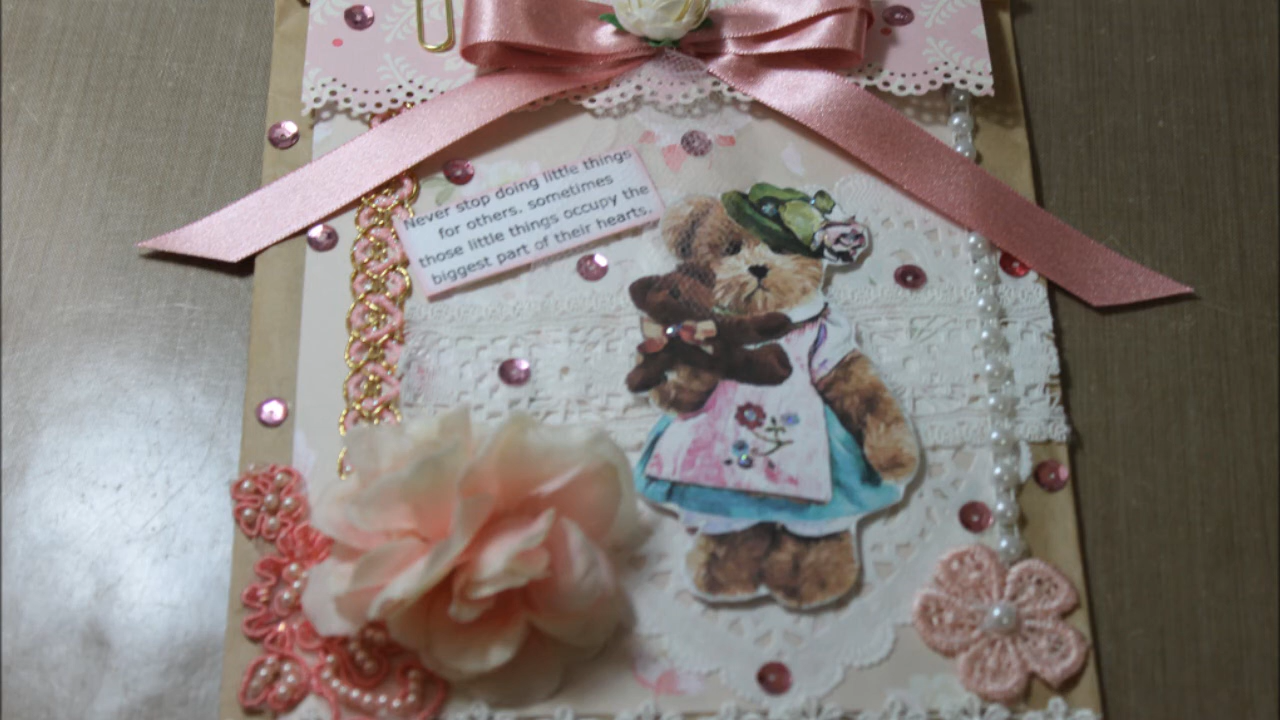 Never stop doing little things
for others, sometimes
those little things occupy the
biggest part of their hearts.